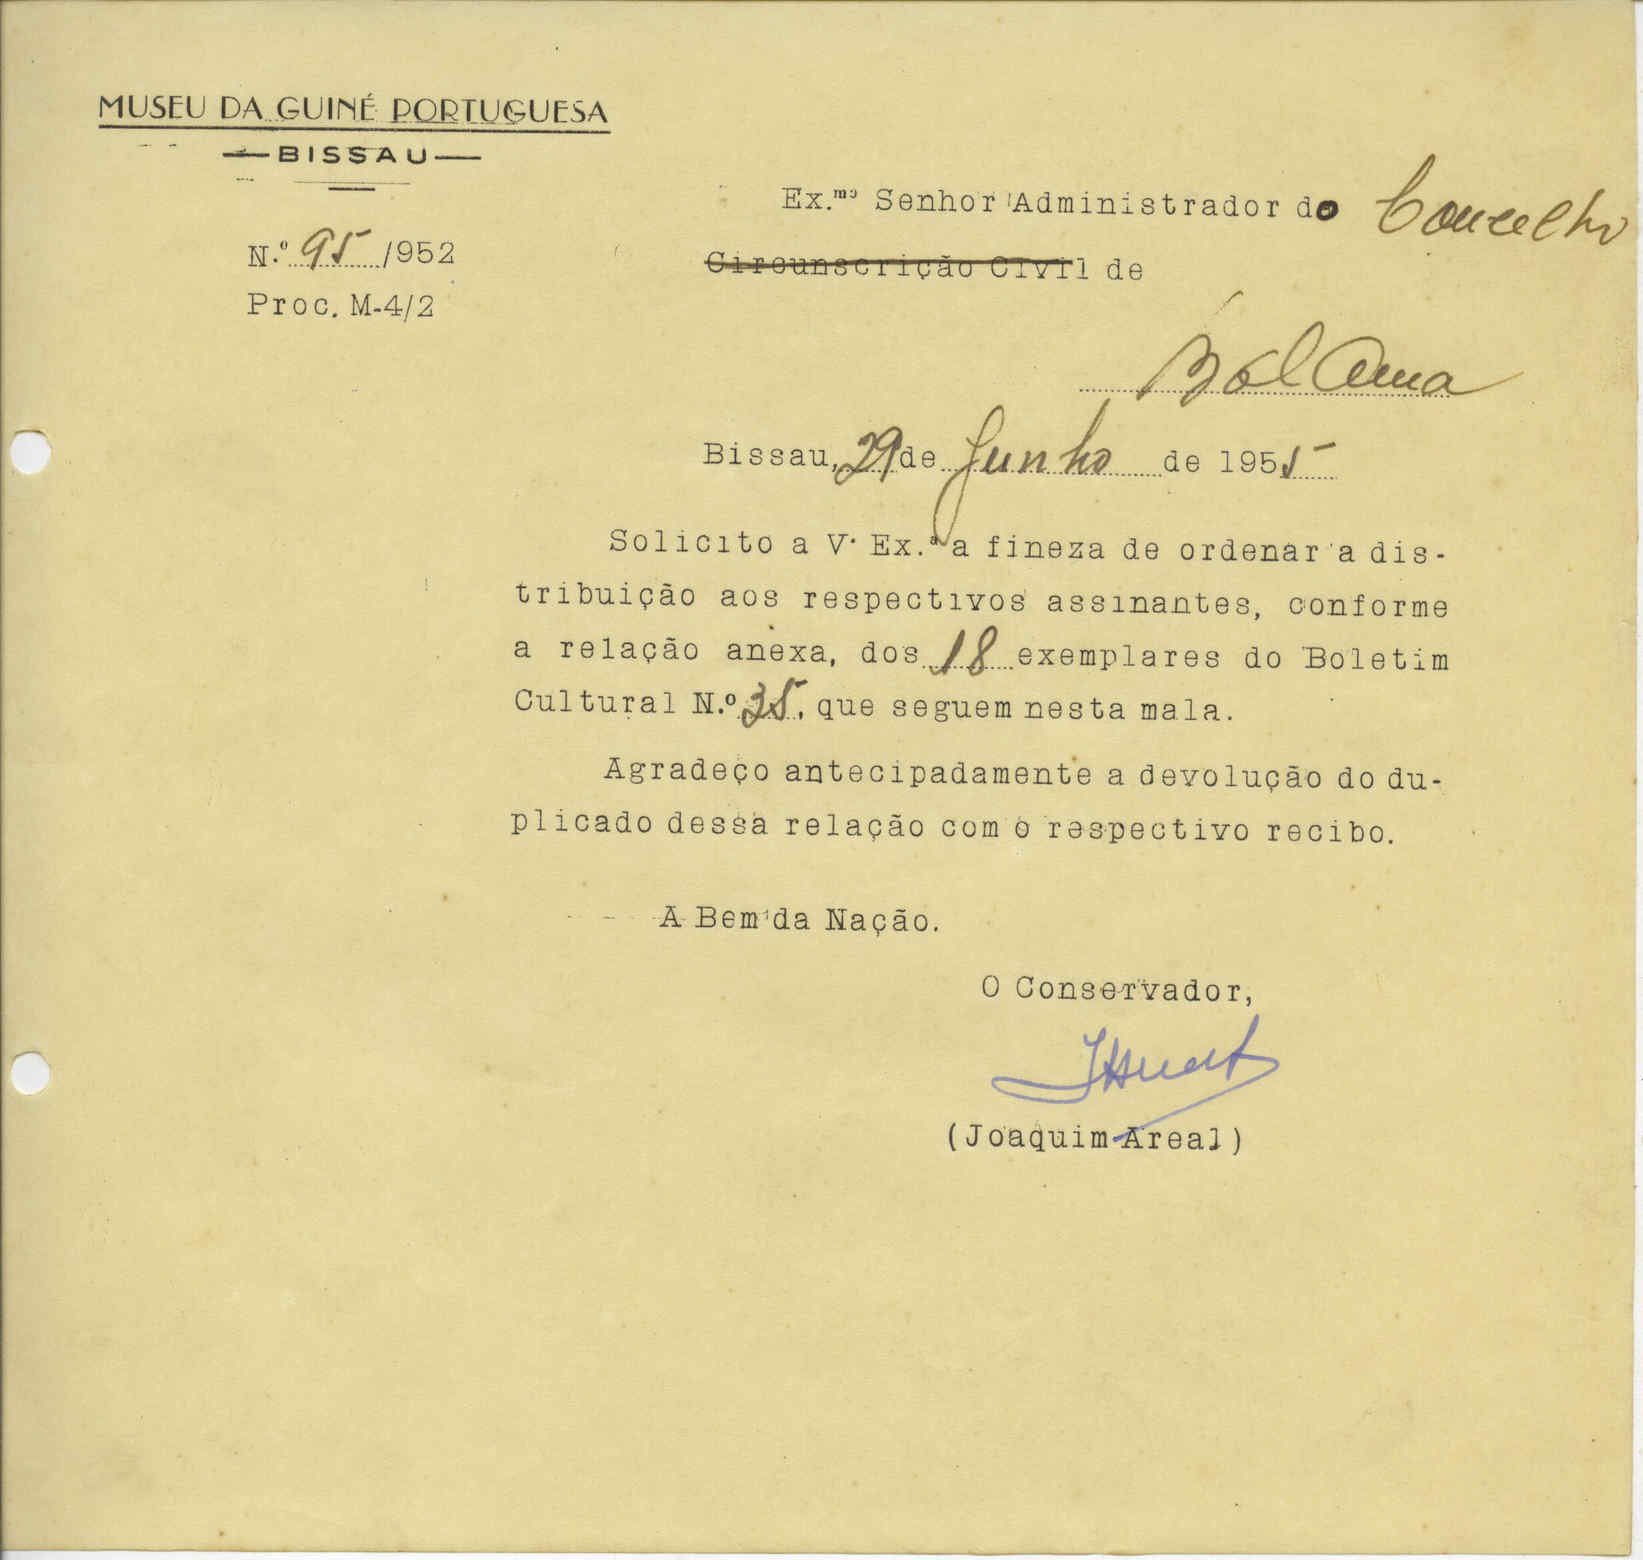 MUSEU DA GUINÉ PORTUGUESA
BISSAU
N.º 95/952
Proc. M-4/2
Ex.mo Senhor Administrador do Concelho
Circunscrição Civil de
Bolama
Bissau, 29 de Junho de 1955
Solicito a V. Ex.ª a fineza de ordenar a dis-
tribuição aos respectivos assinantes, conforme
a relação anexa, dos 18 exemplares do Boletim
Cultural N.º 35, que seguem nesta mala.
Agradeço antecipadamente a devolução do du-
plicado dessa relação com o respectivo recibo.
A Bem da Nação.
O Conservador,
(Joaquim Areal)